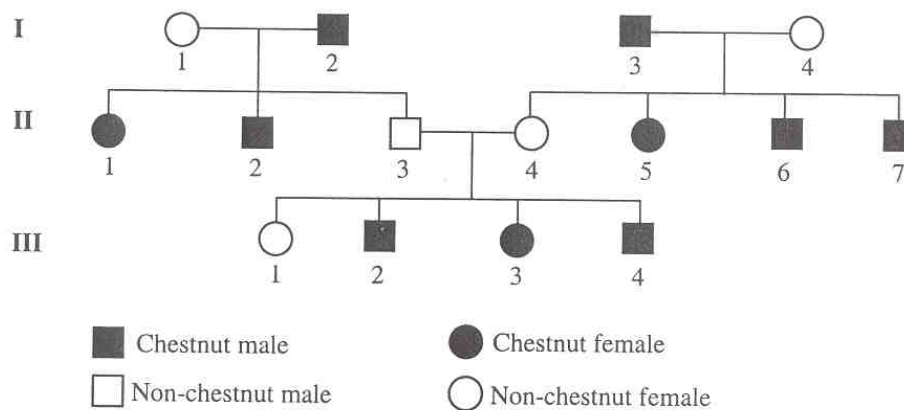 I
1 2 3 4
II
1 2 3 4 5 6 7
III
1 2 3 4
Chestnut male
Chestnut female
Non-chestnut male
Non-chestnut female